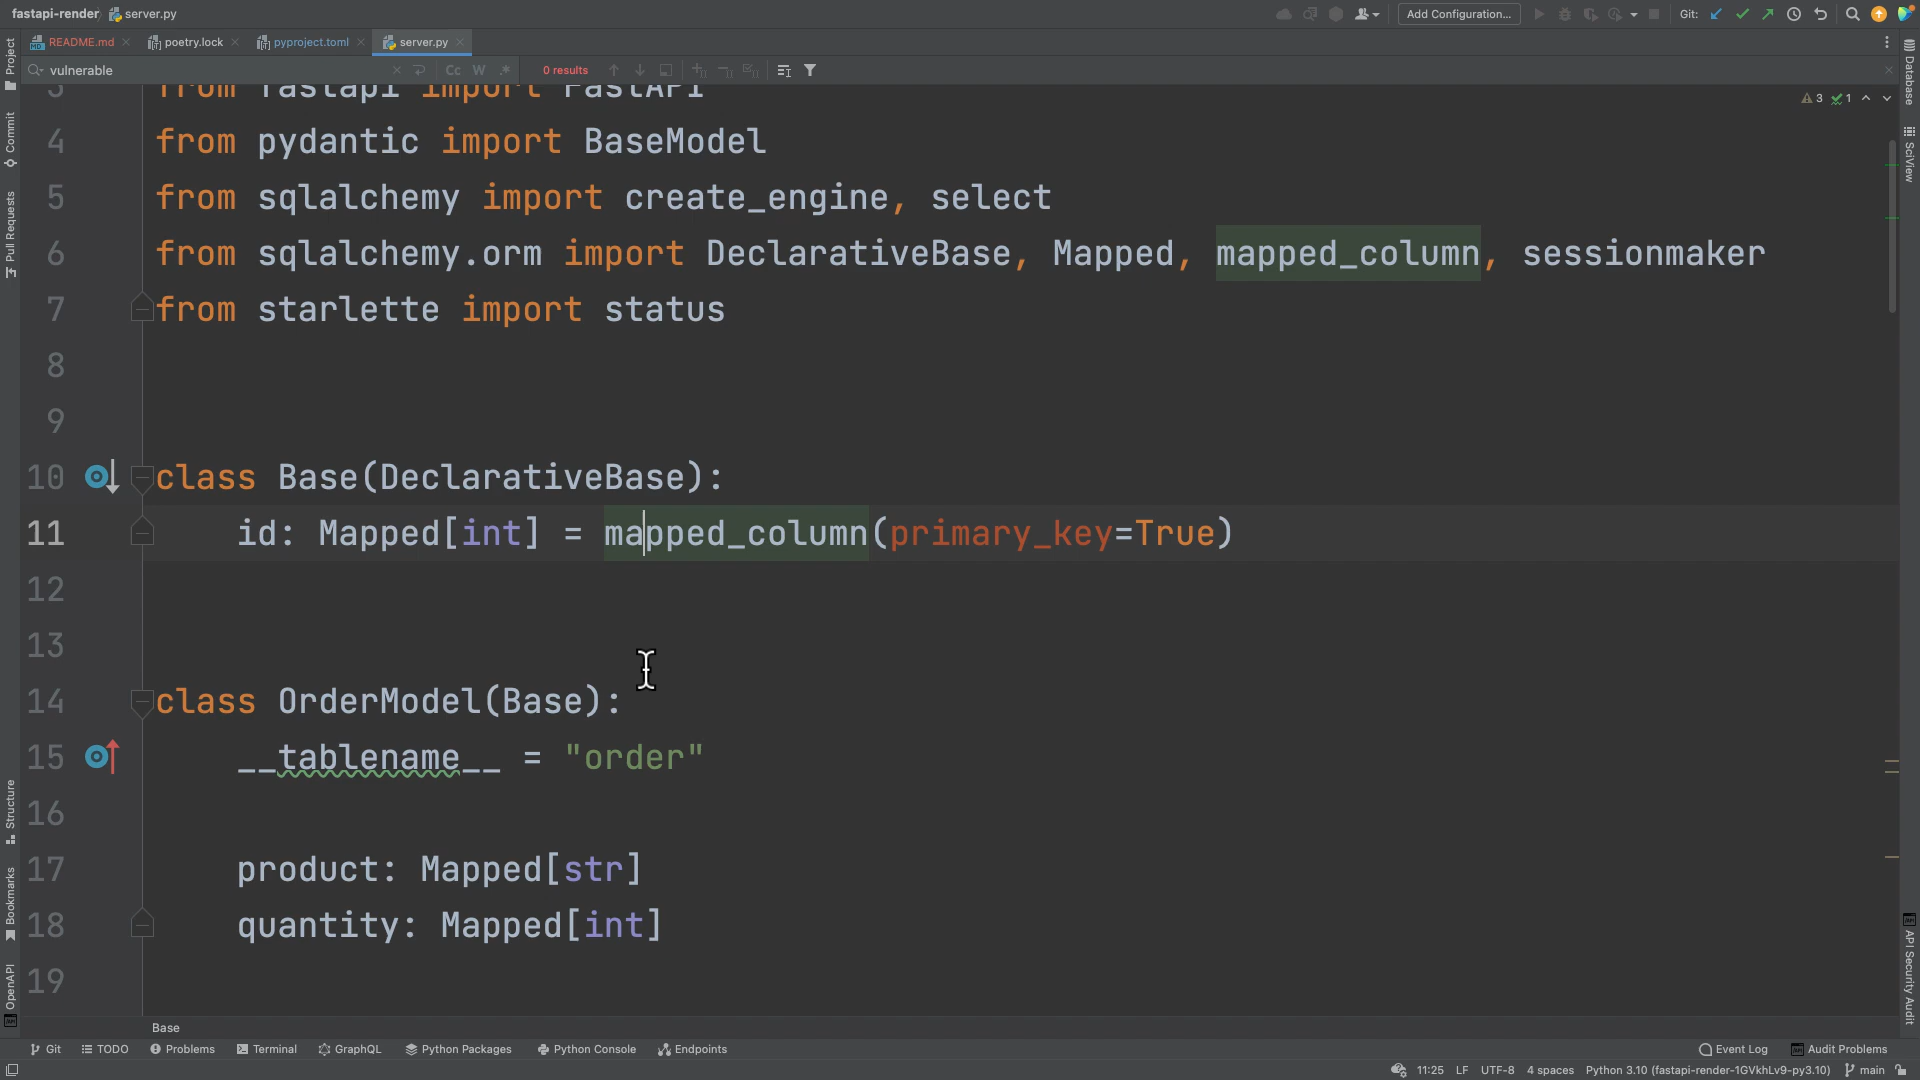 fastapi-render server.py Add Configuration... Git:
README.md poetry.lock pyproject.toml server.py
vulnerable Cc W .* 0 results
3 from fastapi import FastAPI 3 1
4 from pydantic import BaseModel
5 from sqlalchemy import create_engine, select
6 from sqlalchemy.orm import DeclarativeBase, Mapped, mapped_column, sessionmaker
7 from starlette import status
8
9
10 class Base(DeclarativeBase):
11 id: Mapped[int] = mapped_column(primary_key=True)
12
13
14 class OrderModel(Base):
15 __tablename__ = "order"
16
17 product: Mapped[str]
18 quantity: Mapped[int]
19
Base
Project
Commit
Pull Requests
Structure
Bookmarks
OpenAPI
Database
SciView
API Security Audit
Git TODO Problems Terminal GraphQL Python Packages Python Console Endpoints Event Log Audit Problems
11:25 LF UTF-8 4 spaces Python 3.10 (fastapi-render-1GVkhLv9-py3.10) main